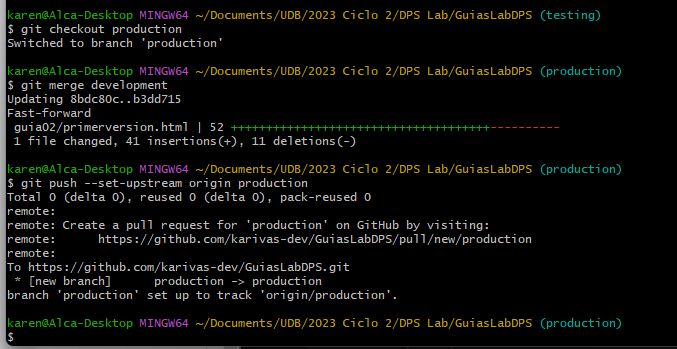 karen@Alca-Desktop MINGW64 ~/Documents/UDB/2023 Ciclo 2/DPS Lab/GuiasLabDPS (testing)
$ git checkout production
Switched to branch 'production'
karen@Alca-Desktop MINGW64 ~/Documents/UDB/2023 Ciclo 2/DPS Lab/GuiasLabDPS (production)
$ git merge development
Updating 8bdc80c..b3dd715
Fast-forward
guia02/primerversion.html | 52 +++++++++++++++++++++++++++++++++++++-----------
1 file changed, 41 insertions(+), 11 deletions(-)
karen@Alca-Desktop MINGW64 ~/Documents/UDB/2023 Ciclo 2/DPS Lab/GuiasLabDPS (production)
$ git push --set-upstream origin production
Total 0 (delta 0), reused 0 (delta 0), pack-reused 0
remote:
remote: Create a pull request for 'production' on GitHub by visiting:
remote:      https://github.com/karivas-dev/GuiasLabDPS/pull/new/production
remote:
To https://github.com/karivas-dev/GuiasLabDPS.git
* [new branch]      production -> production
branch 'production' set up to track 'origin/production'.
karen@Alca-Desktop MINGW64 ~/Documents/UDB/2023 Ciclo 2/DPS Lab/GuiasLabDPS (production)
$